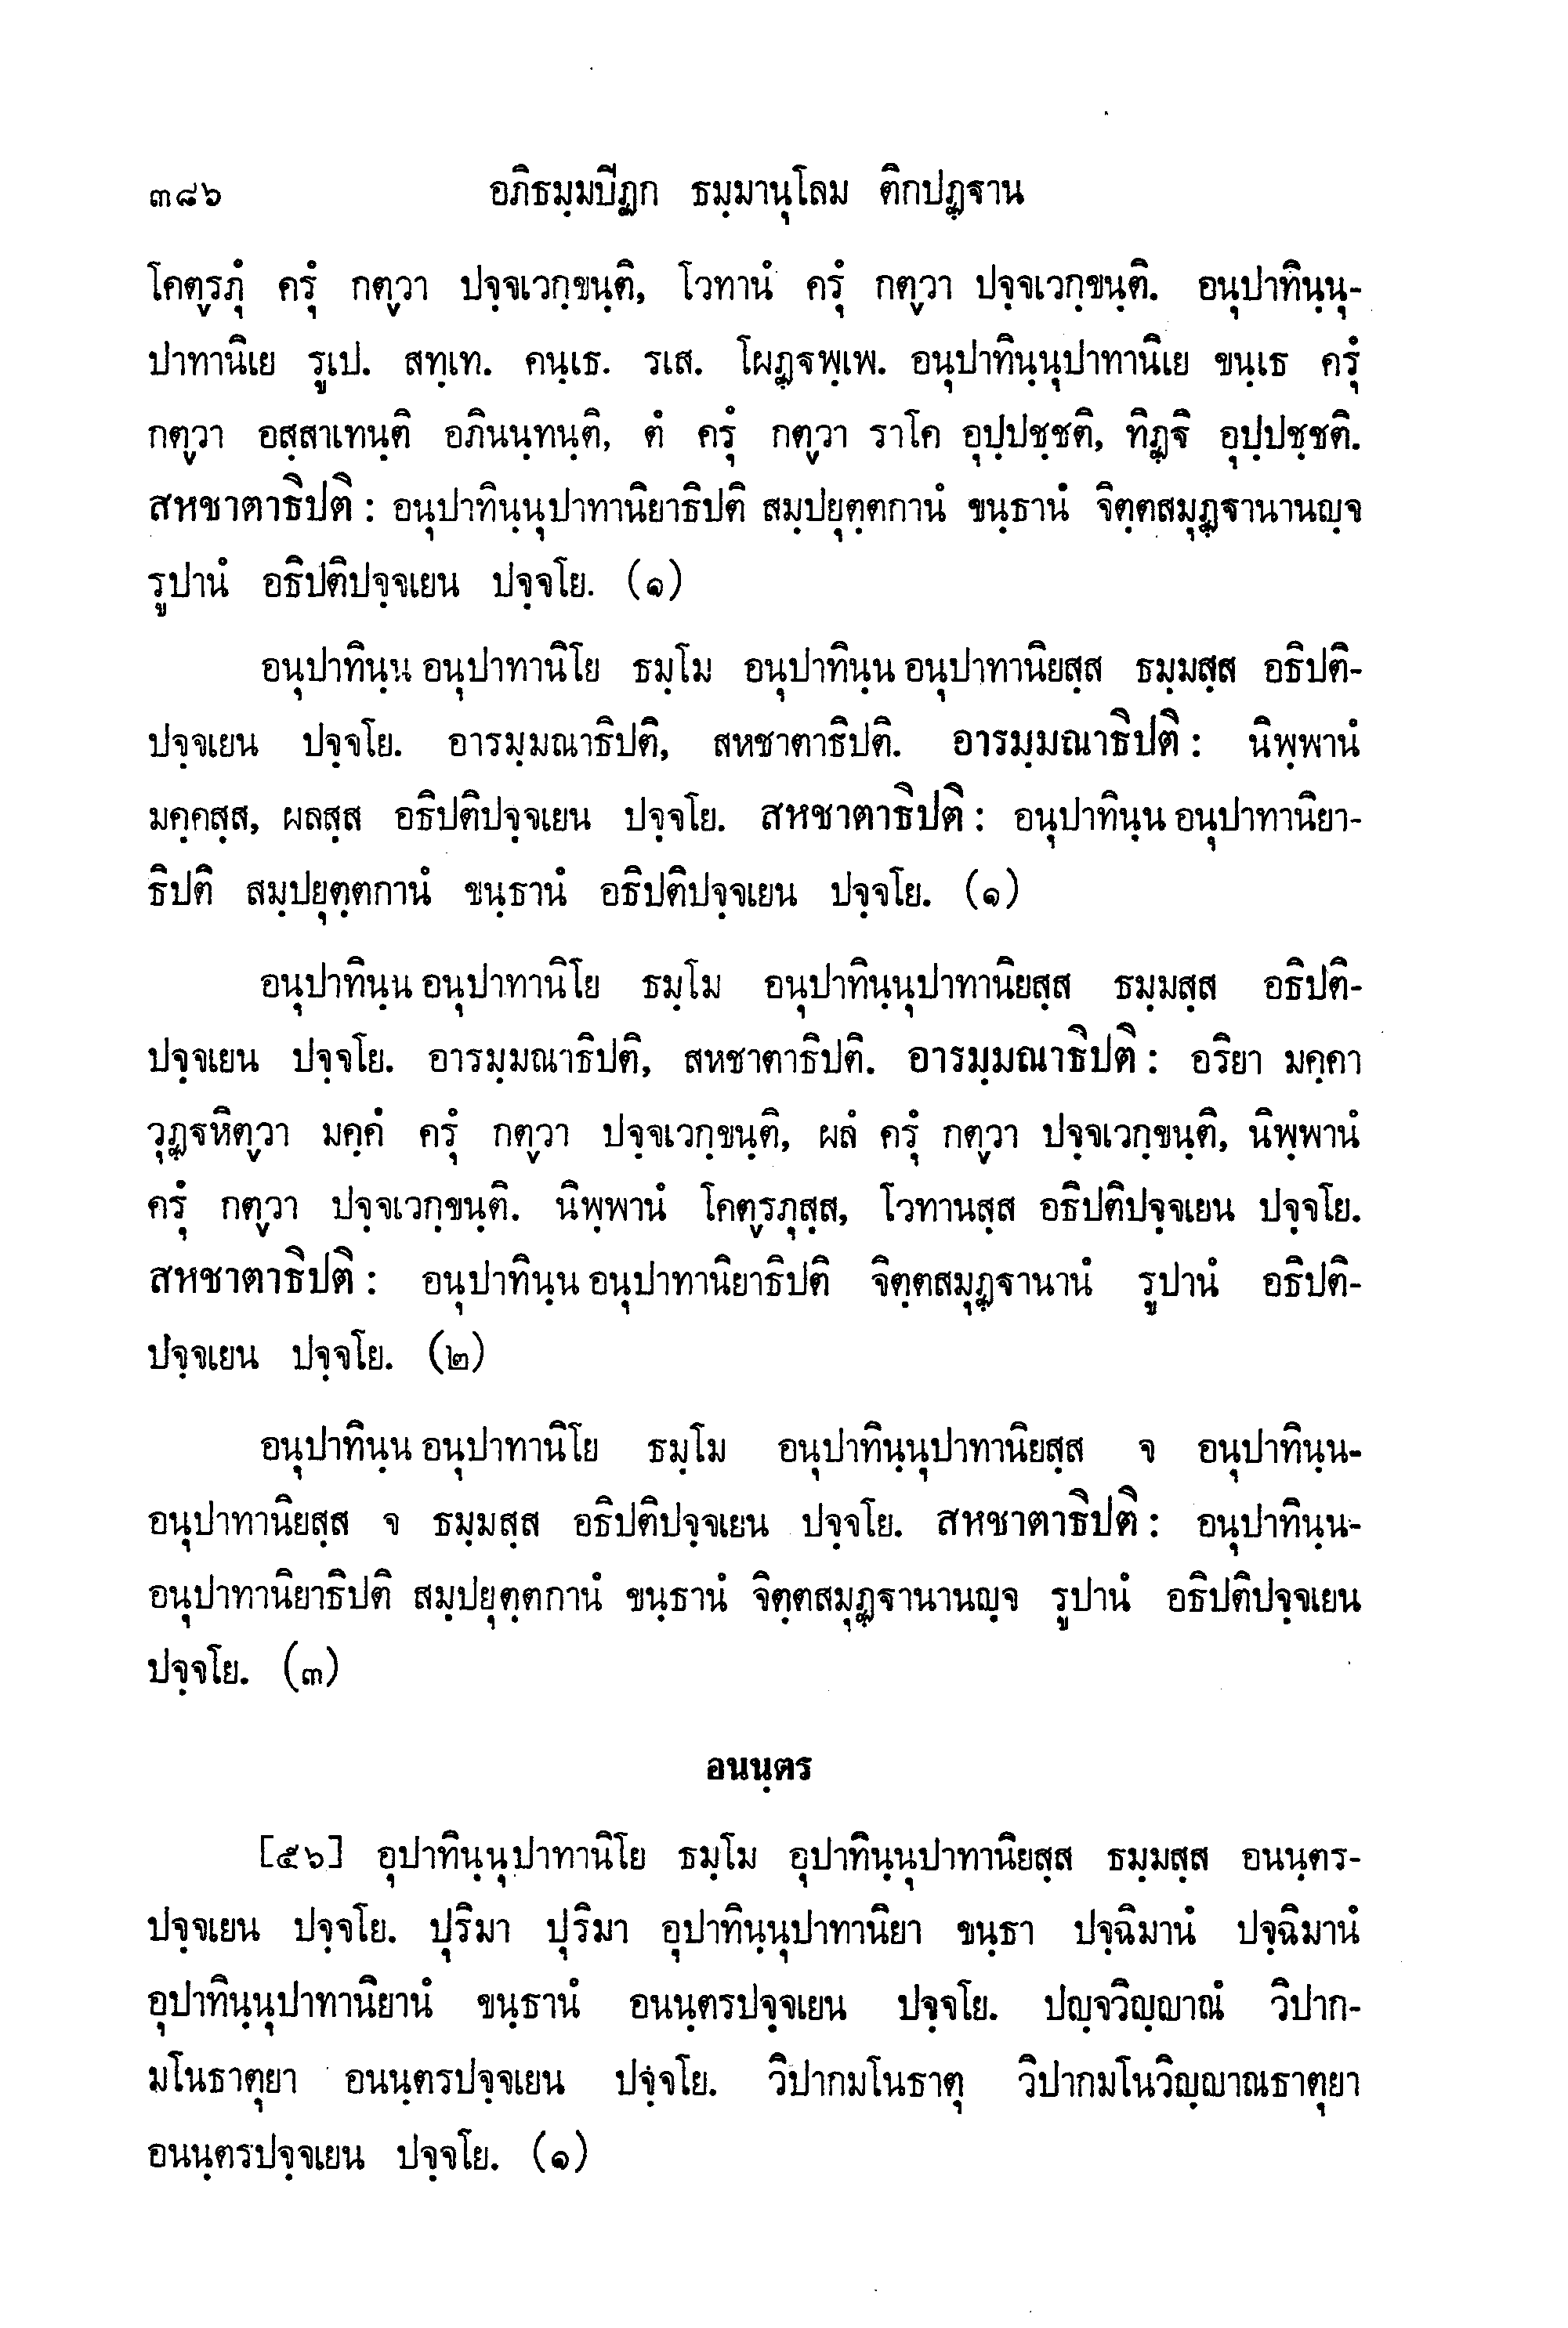 ๓๘๖ อภิธมฺมปิฏก ธมฺมานุโลม ติกปฏฺฐาน
โคตูรภุํ ครุํ กตูวา ปจฺจเวกฺขนฺติ, โวทานํ ครุํ กตูวา ปจฺจเวกฺขนฺติ. อนุปาทินฺนุ-
ปาทานิเย รูเป. สทฺเท. คนฺเธ. รเส. โผฏฺฐพฺเพ. อนุปาทินฺนุปาทานิเย ขนฺเธ ครุํ
กตูวา อสฺสาเทนฺติ อภินนฺทนฺติ, ตํ ครุํ กตูวา ราโค อุปฺปชฺชติ, ทิฏฺฐิ อุปฺปชฺชติ.
สหชาตาธิปติ : อนุปาทินฺนุปาทานิยาธิปติ สมฺปยุตฺตกานํ ขนฺธานํ จิตฺตสมุฏฺฐานานญฺจ
รูปานํ อธิปติปจฺจเยน ปจฺจโย. (๑)
อนุปาทินฺน อนุปาทานิโย ธมฺโม อนุปาทินฺน อนุปาทานิยสฺส ธมฺมสฺส อธิปติ-
ปจฺจเยน ปจฺจโย. อารมฺมณาธิปติ, สหชาตาธิปติ. อารมฺมณาธิปติ : นิพฺพานํ
มคฺคสฺส, ผลสฺส อธิปติปจฺจเยน ปจฺจโย. สหชาตาธิปติ : อนุปาทินฺน อนุปาทานิยา-
ธิปติ สมฺปยุตฺตกานํ ขนฺธานํ อธิปติปจฺจเยน ปจฺจโย. (๑)
อนุปาทินฺน อนุปาทานิโย ธมฺโม อนุปาทินฺนุปาทานิยสฺส ธมฺมสฺส อธิปติ-
ปจฺจเยน ปจฺจโย. อารมฺมณาธิปติ, สหชาตาธิปติ. อารมฺมณาธิปติ : อริยา มคฺคา
วุฏฺฐหิตูวา มคฺคํ ครุํ กตูวา ปจฺจเวกฺขนฺติ, ผลํ ครุํ กตูวา ปจฺจเวกฺขนฺติ, นิพฺพานํ
ครุํ กตูวา ปจฺจเวกฺขนฺติ. นิพฺพานํ โคตูรภุสฺส, โวทานสฺส อธิปติปจฺจเยน ปจฺจโย.
สหชาตาธิปติ : อนุปาทินฺน อนุปาทานิยาธิปติ จิตฺตสมุฏฺฐานานํ รูปานํ อธิปติ-
ปจฺจเยน ปจฺจโย. (๒)
อนุปาทินฺน อนุปาทานิโย ธมฺโม อนุปาทินฺนุปาทานิยสฺส จ อนุปาทินฺน-
อนุปาทานิยสฺส จ ธมฺมสฺส อธิปติปจฺจเยน ปจฺจโย. สหชาตาธิปติ : อนุปาทินฺน-
อนุปาทานิยาธิปติ สมฺปยุตฺตกานํ ขนฺธานํ จิตฺตสมุฏฺฐานานญฺจ รูปานํ อธิปติปจฺจเยน
ปจฺจโย. (๓)
อนนฺตร
[๕๖] อุปาทินฺนุปาทานิโย ธมฺโม อุปาทินฺนุปาทานิยสฺส ธมฺมสฺส อนนฺตร-
ปจฺจเยน ปจฺจโย. ปุริมา ปุริมา อุปาทินฺนุปาทานิยา ขนฺธา ปจฺฉิมานํ ปจฺฉิมานํ
อุปาทินฺนุปาทานิยานํ ขนฺธานํ อนนฺตรปจฺจเยน ปจฺจโย. ปญฺจวิญฺญาณํ วิปาก-
มโนธาตุยา อนนฺตรปจฺจเยน ปจฺจโย. วิปากมโนธาตุ วิปากมโนวิญฺญาณธาตุยา
อนนฺตรปจฺจเยน ปจฺจโย. (๑)